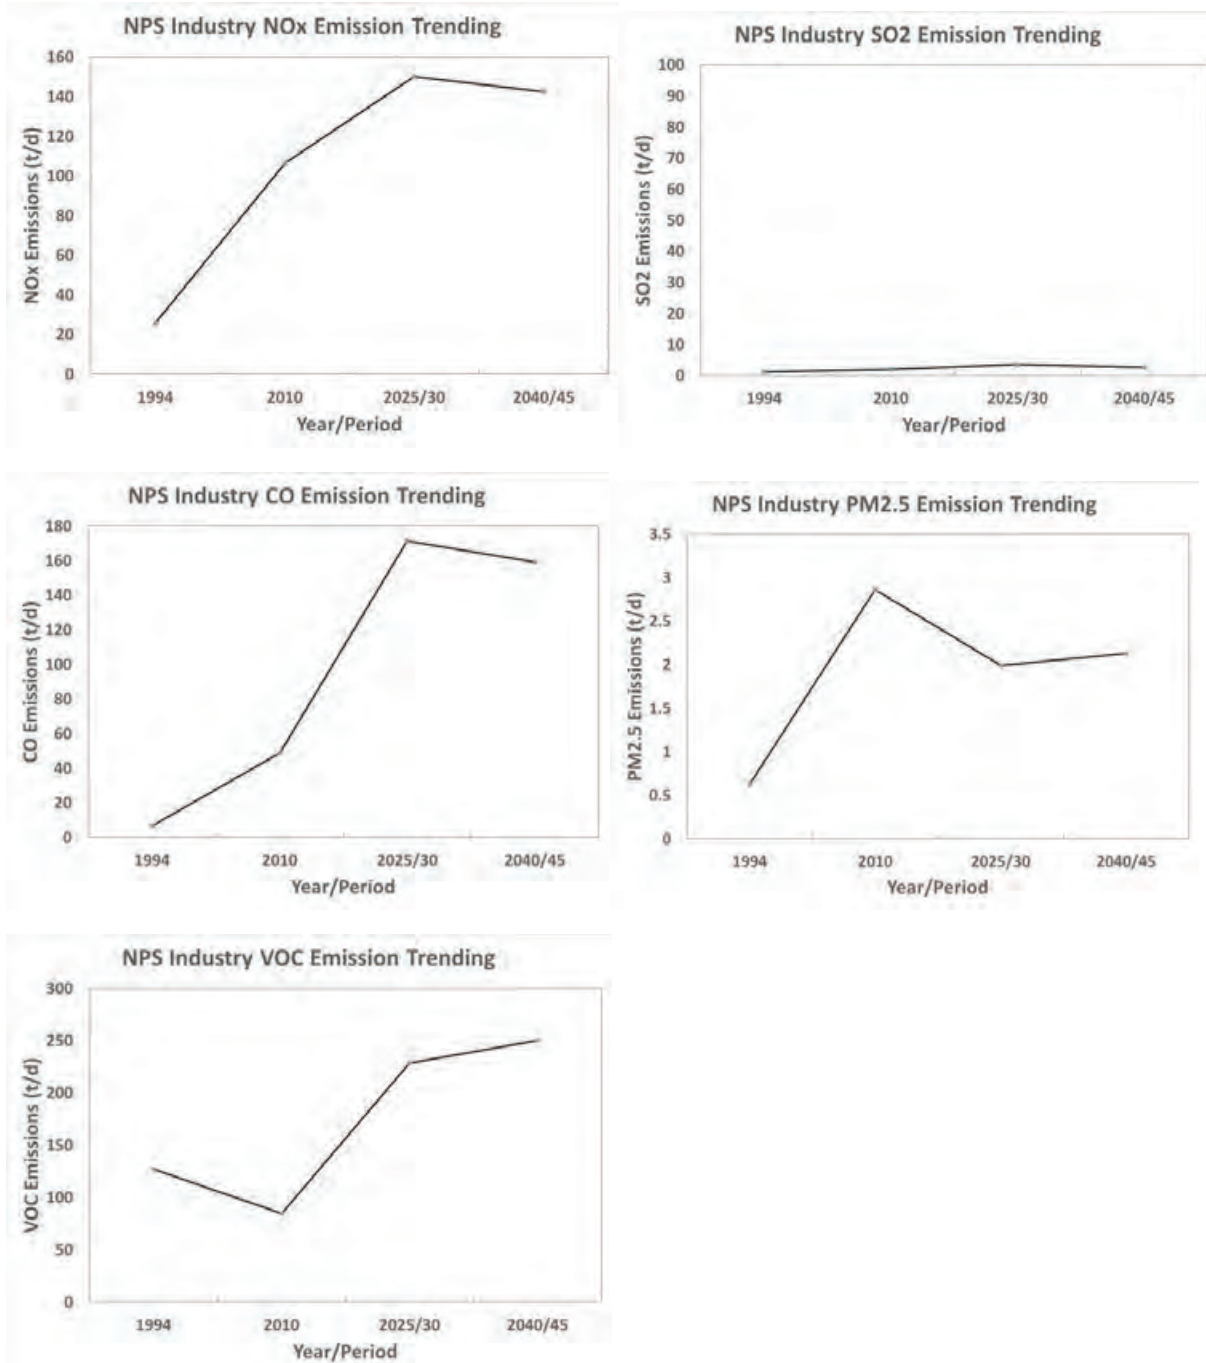 NPS Industry NOx Emission Trending
160
140
120
100
80
60
40
20
0
NOx Emissions (t/d)
1994 2010 2025/30 2040/45
Year/Period
NPS Industry SO2 Emission Trending
100
90
80
70
60
50
40
30
20
10
0
SO2 Emissions (t/d)
1994 2010 2025/30 2040/45
Year/Period
NPS Industry CO Emission Trending
180
160
140
120
100
80
60
40
20
0
CO Emissions (t/d)
1994 2010 2025/30 2040/45
Year/Period
NPS Industry PM2.5 Emission Trending
3.5
3
2.5
2
1.5
1
0.5
0
PM2.5 Emissions (t/d)
1994 2010 2025/30 2040/45
Year/Period
NPS Industry VOC Emission Trending
300
250
200
150
100
50
0
VOC Emissions (t/d)
1994 2010 2025/30 2040/45
Year/Period